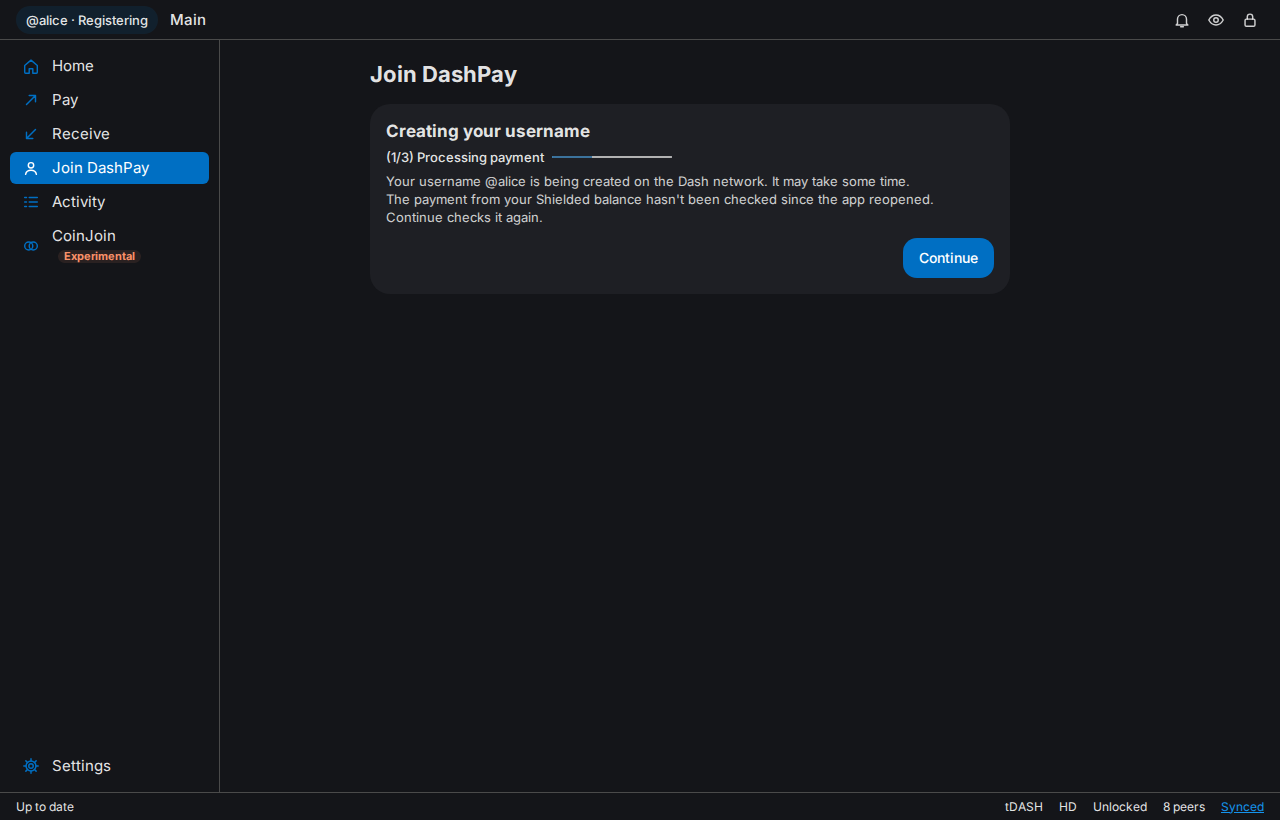 @alice · Registering Main
Home
Pay
Receive
Join DashPay
Activity
CoinJoin
Experimental
Settings
Join DashPay
Creating your username
(1/3) Processing payment
Your username @alice is being created on the Dash network. It may take some time.
The payment from your Shielded balance hasn't been checked since the app reopened.
Continue checks it again.
Continue
Up to date
tDASH HD Unlocked 8 peers Synced